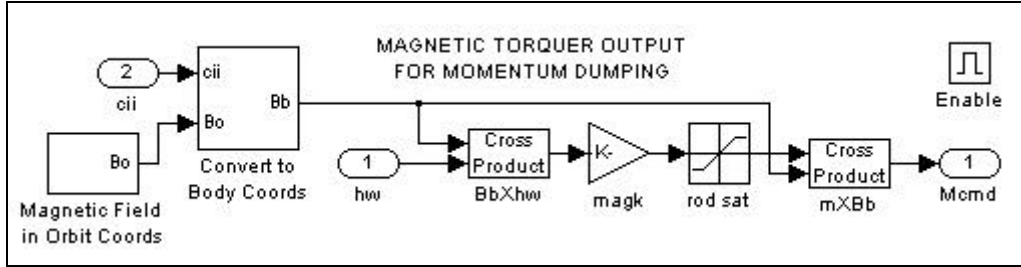 MAGNETIC TORQUER OUTPUT
FOR MOMENTUM DUMPING
2
cii
cii
Bo
Bb
Convert to
Body Coords
Bo
Magnetic Field
in Orbit Coords
1
hw
Cross
Product
BbXhw
K-
magk
rod sat
Cross
Product
mXBb
Enable
1
Mcmd